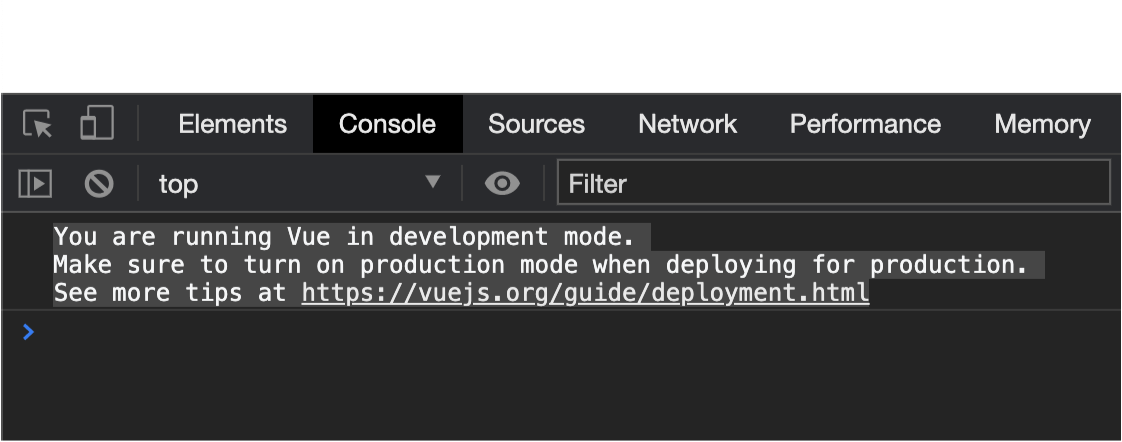 Elements Console Sources Network Performance Memory
top Filter
You are running Vue in development mode.
Make sure to turn on production mode when deploying for production.
See more tips at https://vuejs.org/guide/deployment.html